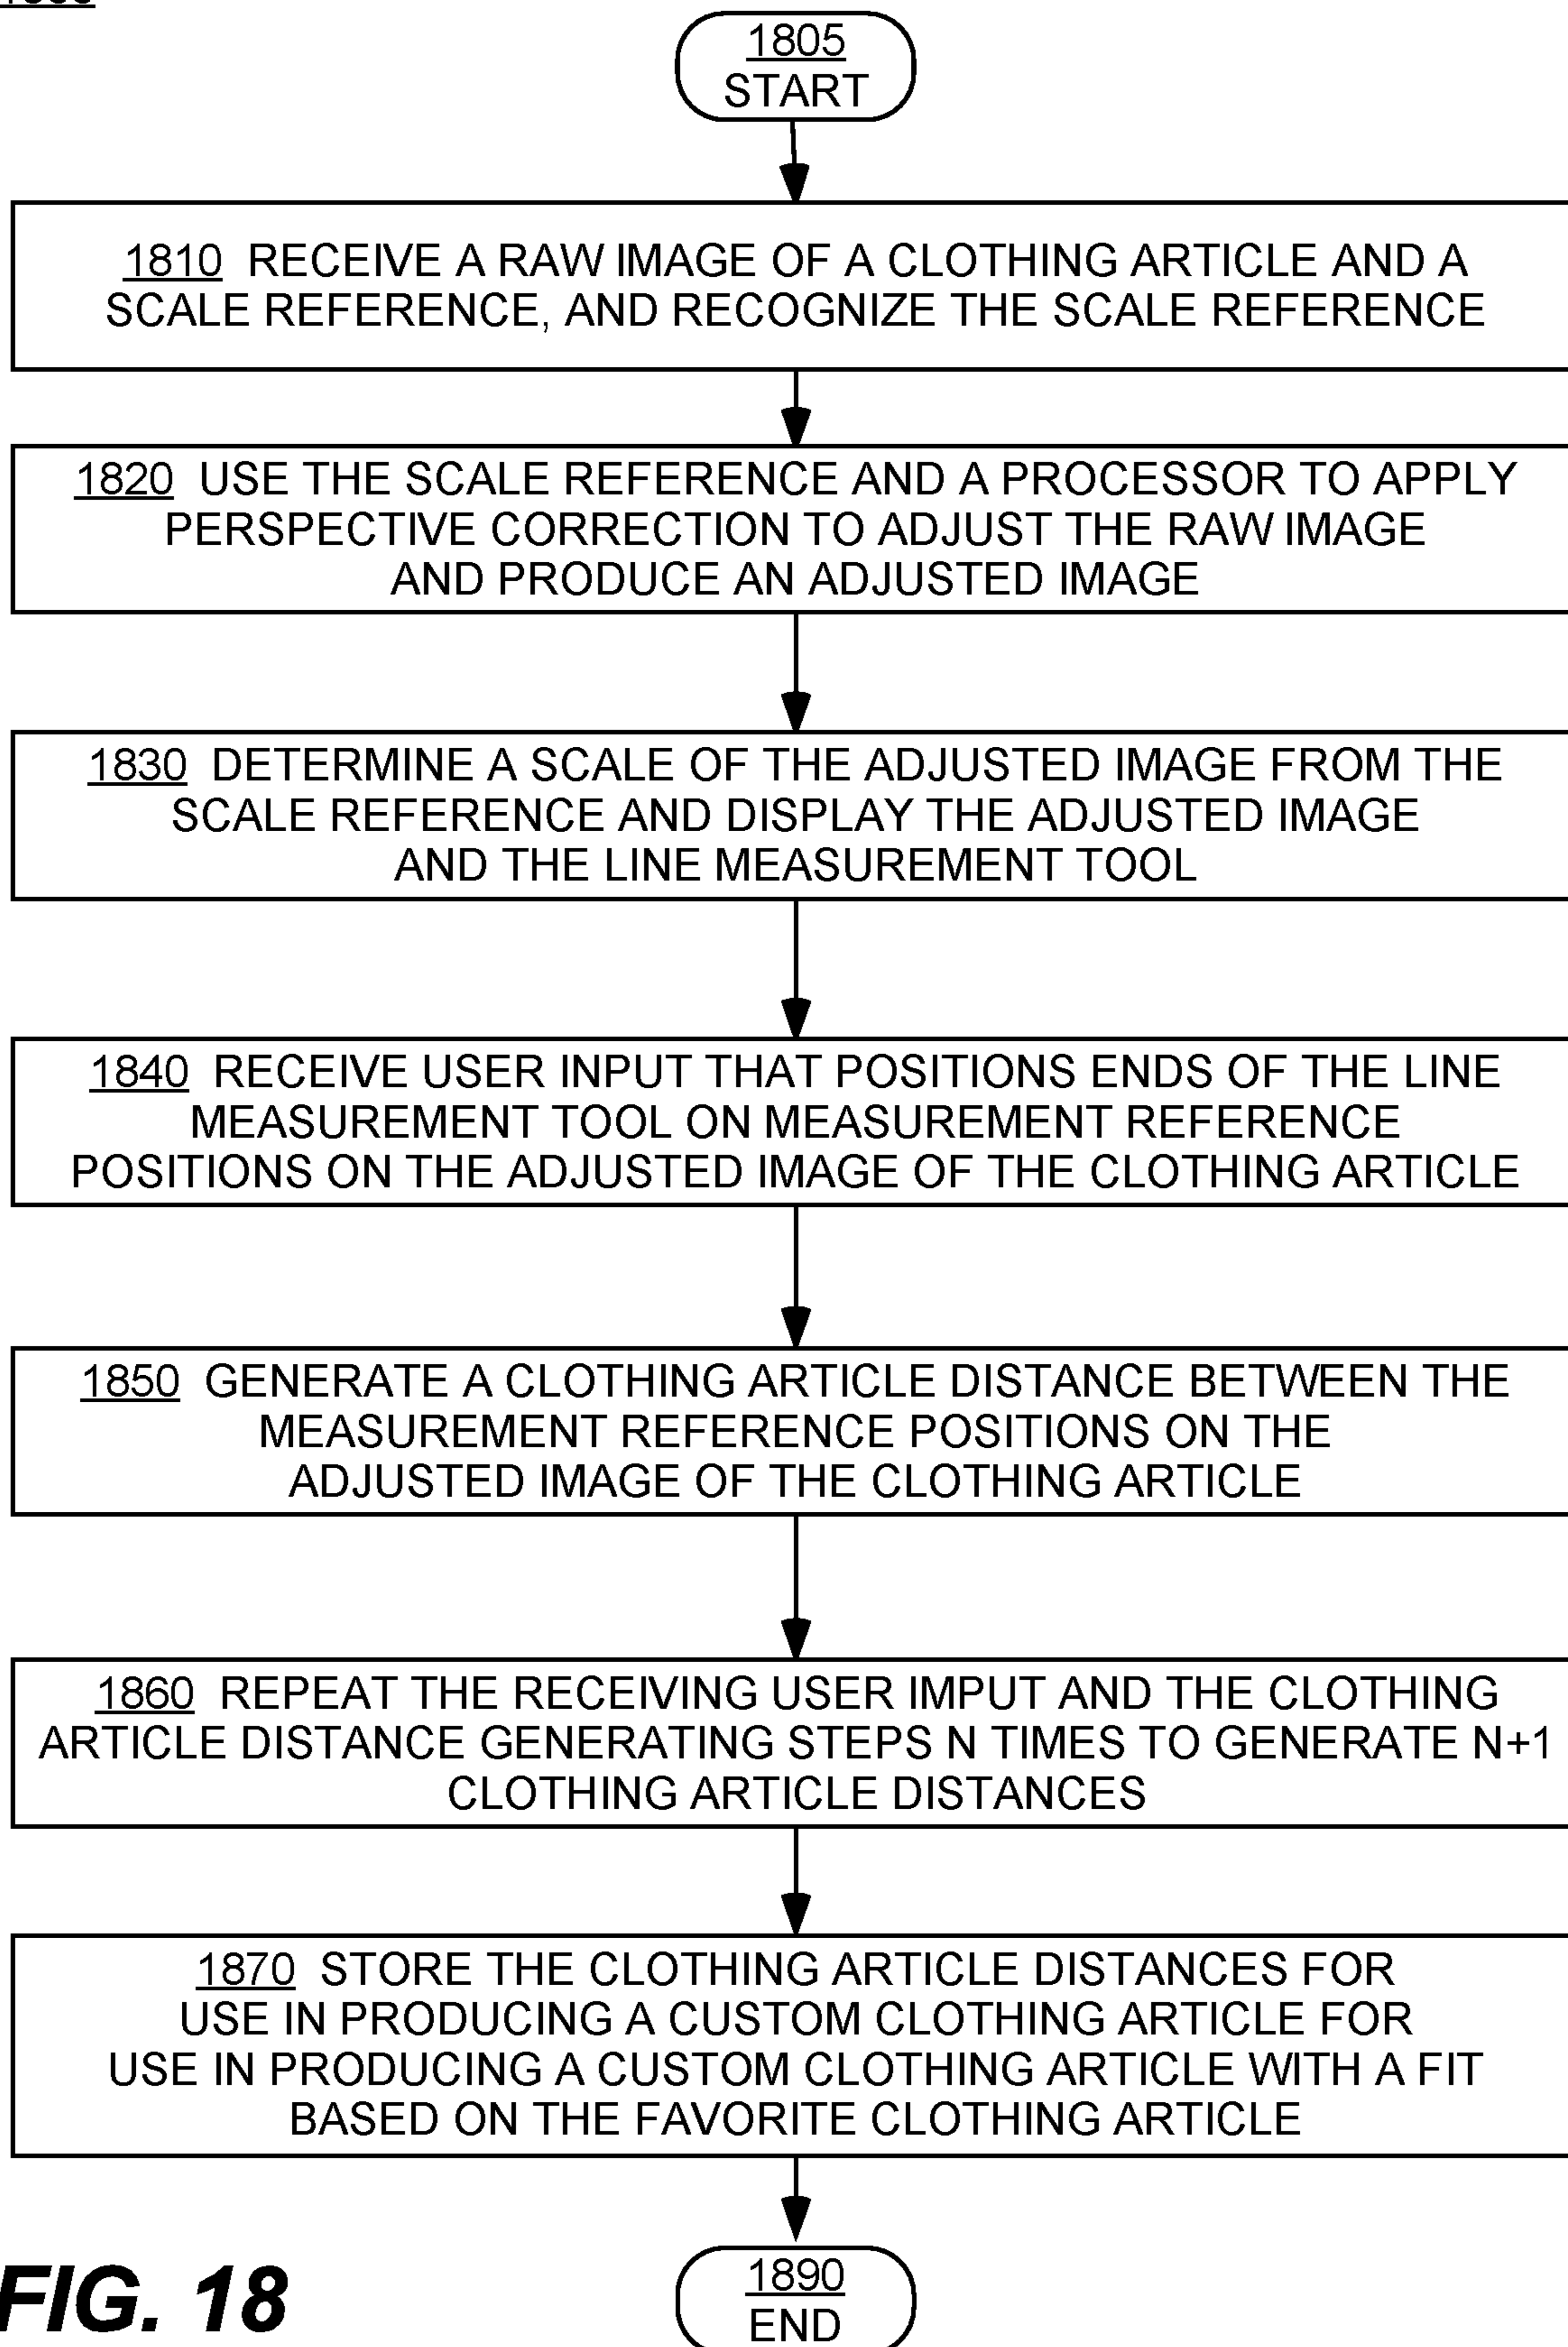 1805
START
1810 RECEIVE A RAW IMAGE OF A CLOTHING ARTICLE AND A
SCALE REFERENCE, AND RECOGNIZE THE SCALE REFERENCE
1820 USE THE SCALE REFERENCE AND A PROCESSOR TO APPLY
PERSPECTIVE CORRECTION TO ADJUST THE RAW IMAGE
AND PRODUCE AN ADJUSTED IMAGE
1830 DETERMINE A SCALE OF THE ADJUSTED IMAGE FROM THE
SCALE REFERENCE AND DISPLAY THE ADJUSTED IMAGE
AND THE LINE MEASUREMENT TOOL
1840 RECEIVE USER INPUT THAT POSITIONS ENDS OF THE LINE
MEASUREMENT TOOL ON MEASUREMENT REFERENCE
POSITIONS ON THE ADJUSTED IMAGE OF THE CLOTHING ARTICLE
1850 GENERATE A CLOTHING ARTICLE DISTANCE BETWEEN THE
MEASUREMENT REFERENCE POSITIONS ON THE
ADJUSTED IMAGE OF THE CLOTHING ARTICLE
1860 REPEAT THE RECEIVING USER IMPUT AND THE CLOTHING
ARTICLE DISTANCE GENERATING STEPS N TIMES TO GENERATE N+1
CLOTHING ARTICLE DISTANCES
1870 STORE THE CLOTHING ARTICLE DISTANCES FOR
USE IN PRODUCING A CUSTOM CLOTHING ARTICLE FOR
USE IN PRODUCING A CUSTOM CLOTHING ARTICLE WITH A FIT
BASED ON THE FAVORITE CLOTHING ARTICLE
1890
END
FIG. 18